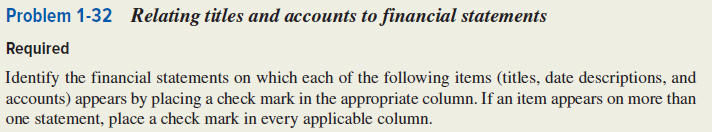 Problem 1-32 Relating titles and accounts to financial statements
Required
Identify the financial statements on which each of the following items (titles, date descriptions, and
accounts) appears by placing a check mark in the appropriate column. If an item appears on more than
one statement, place a check mark in every applicable column.